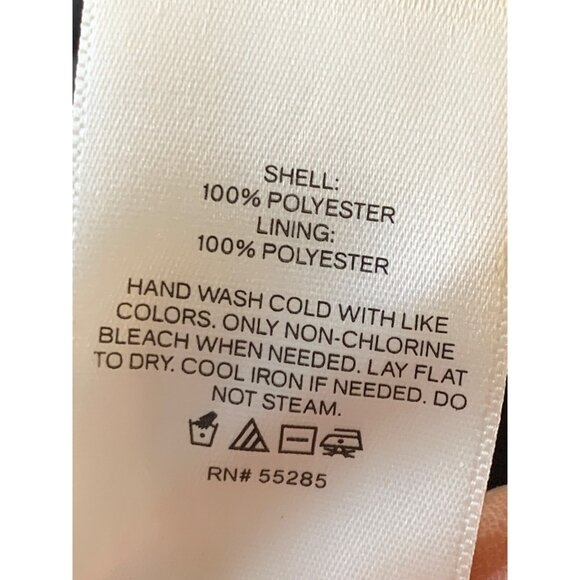 SHELL:
100% POLYESTER
LINING:
100% POLYESTER
HAND WASH COLD WITH LIKE
COLORS. ONLY NON-CHLORINE
BLEACH WHEN NEEDED. LAY FLAT
TO DRY. COOL IRON IF NEEDED. DO
NOT STEAM.
RN# 55285